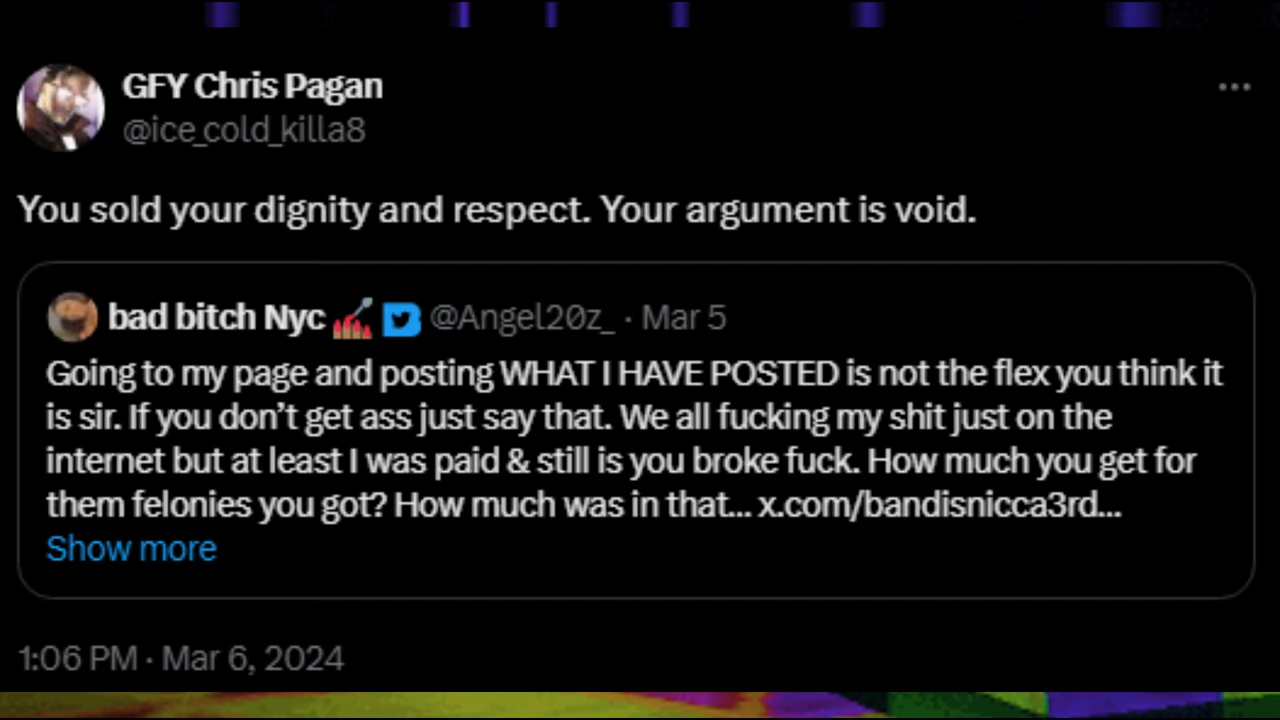 GFY Chris Pagan
@ice_cold_killa8
You sold your dignity and respect. Your argument is void.
bad bitch Nyc 💅 @Angel20z_ · Mar 5
Going to my page and posting WHAT I HAVE POSTED is not the flex you think it
is sir. If you don’t get ass just say that. We all fucking my shit just on the
internet but at least I was paid & still is you broke fuck. How much you get for
them felonies you got? How much was in that... x.com/bandisnicca3rd...
Show more
1:06 PM · Mar 6, 2024